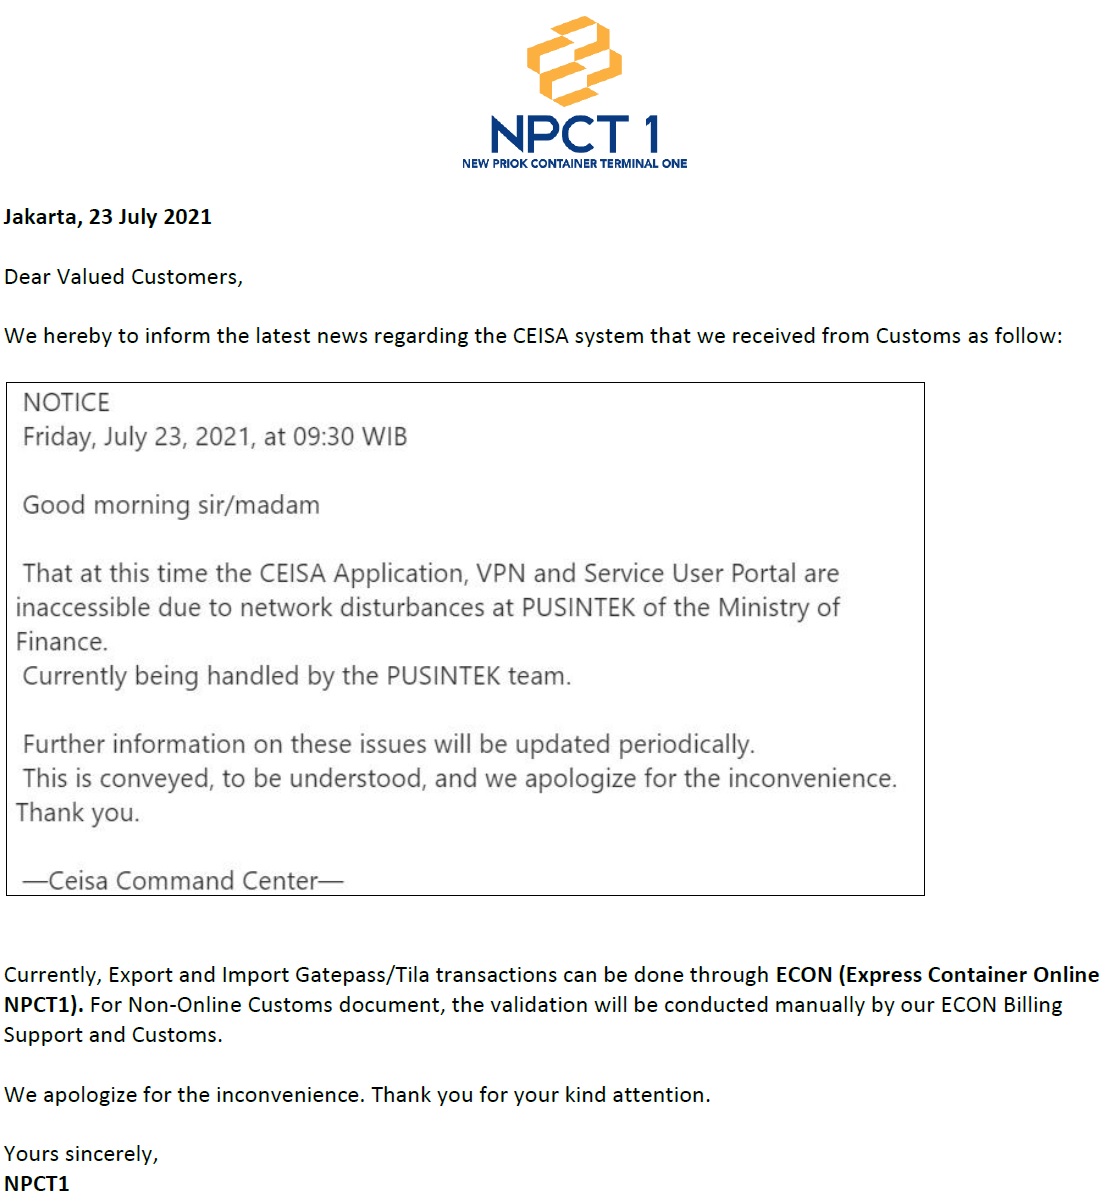 NPCT 1
NEW PRIOK CONTAINER TERMINAL ONE
Jakarta, 23 July 2021
Dear Valued Customers,
We hereby to inform the latest news regarding the CEISA system that we received from Customs as follow:
NOTICE
Friday, July 23, 2021, at 09:30 WIB
Good morning sir/madam
That at this time the CEISA Application, VPN and Service User Portal are
inaccessible due to network disturbances at PUSINTEK of the Ministry of
Finance.
Currently being handled by the PUSINTEK team.
Further information on these issues will be updated periodically.
This is conveyed, to be understood, and we apologize for the inconvenience.
Thank you.
—Ceisa Command Center—
Currently, Export and Import Gatepass/Tila transactions can be done through ECON (Express Container Online
NPCT1). For Non-Online Customs document, the validation will be conducted manually by our ECON Billing
Support and Customs.
We apologize for the inconvenience. Thank you for your kind attention.
Yours sincerely,
NPCT1